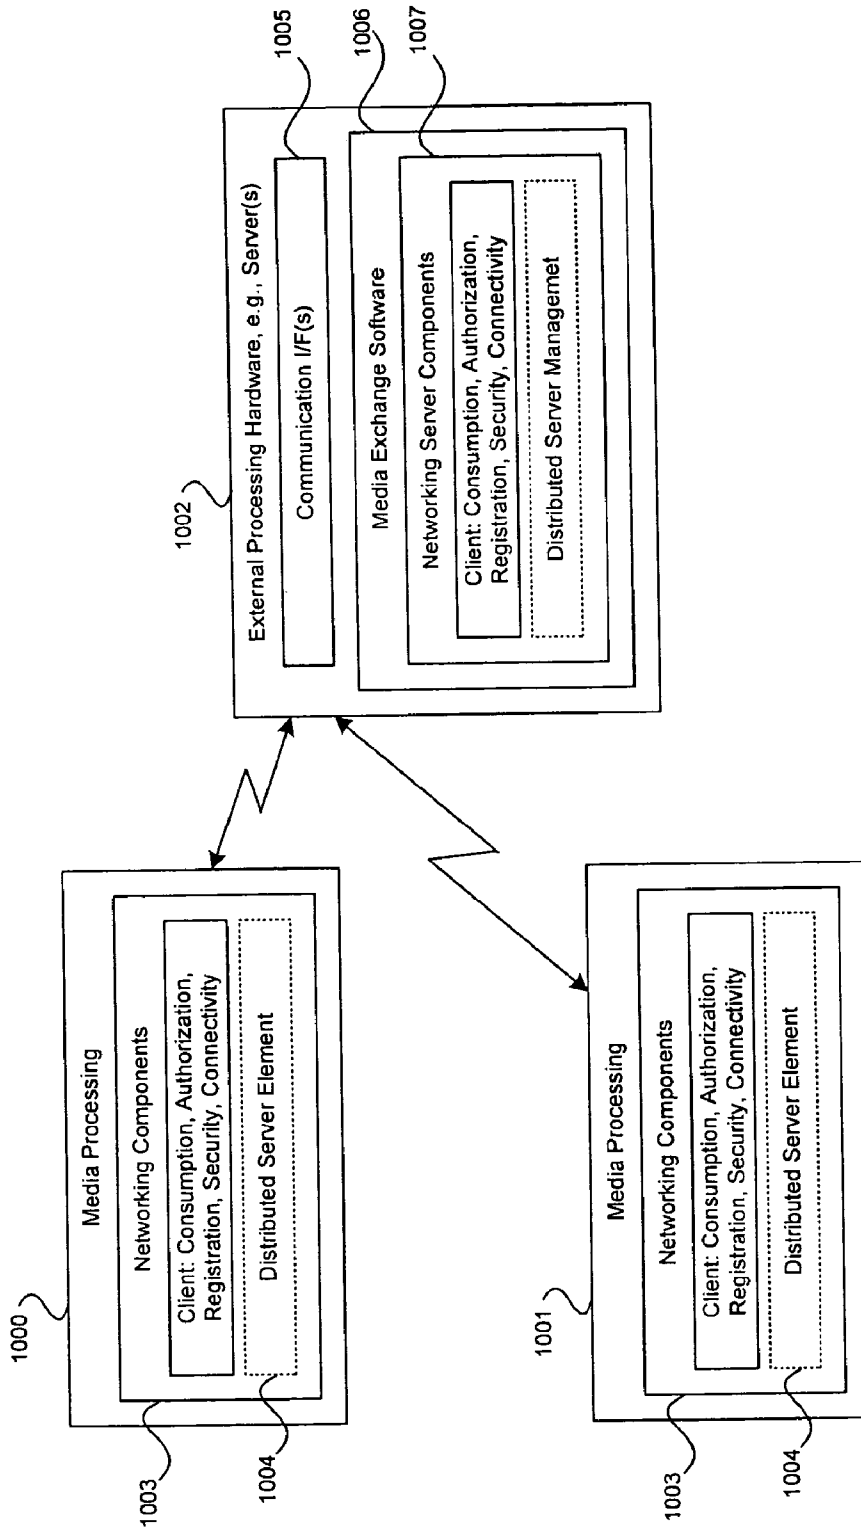 1000
Media Processing
Networking Components
Client: Consumption, Authorization,
Registration, Security, Connectivity
Distributed Server Element
1003
1004
1002
External Processing Hardware, e.g., Server(s)
Communication I/F(s)
Media Exchange Software
Networking Server Components
Client: Consumption, Authorization,
Registration, Security, Connectivity
Distributed Server Managemet
1005
1006
1007
1001
Media Processing
Networking Components
Client: Consumption, Authorization,
Registration, Security, Connectivity
Distributed Server Element
1003
1004